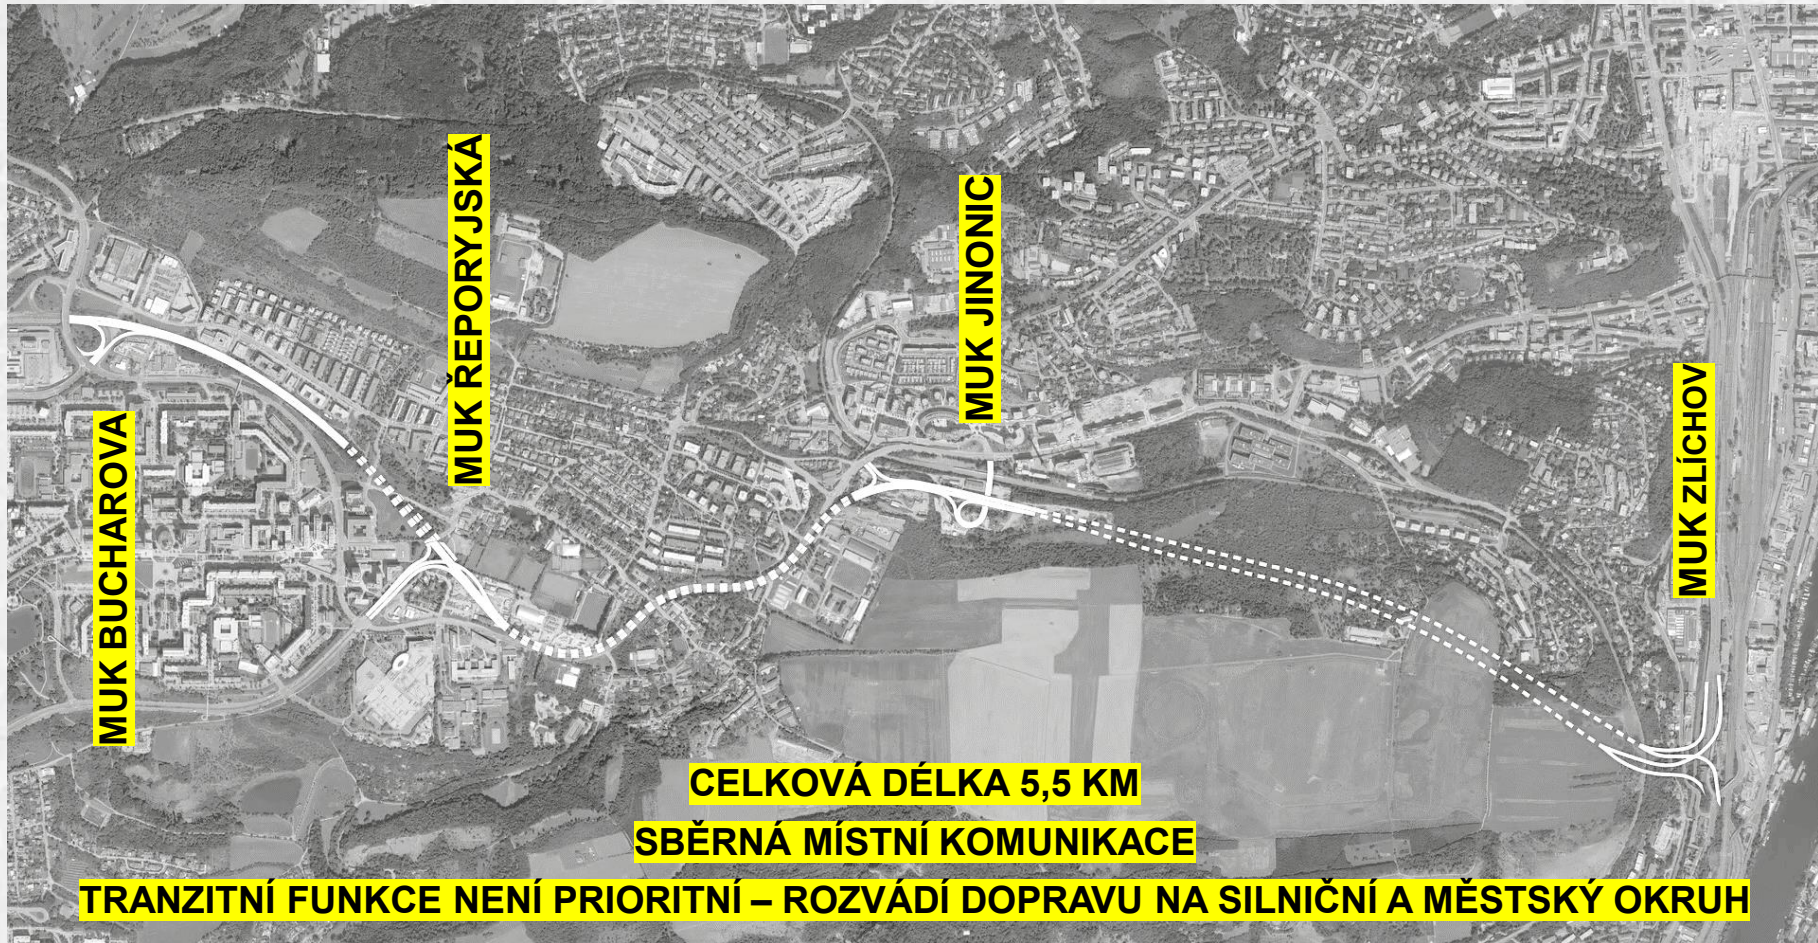 MUK BUCHAROVA
MUK ŘEPORYJSKÁ
MUK JINONIC
MUK ZLÍCHOV
CELKOVÁ DÉLKA 5,5 KM
SBĚRNÁ MÍSTNÍ KOMUNIKACE
TRANZITNÍ FUNKCE NENÍ PRIORITNÍ – ROZVÁDÍ DOPRAVU NA SILNIČNÍ A MĚSTSKÝ OKRUH